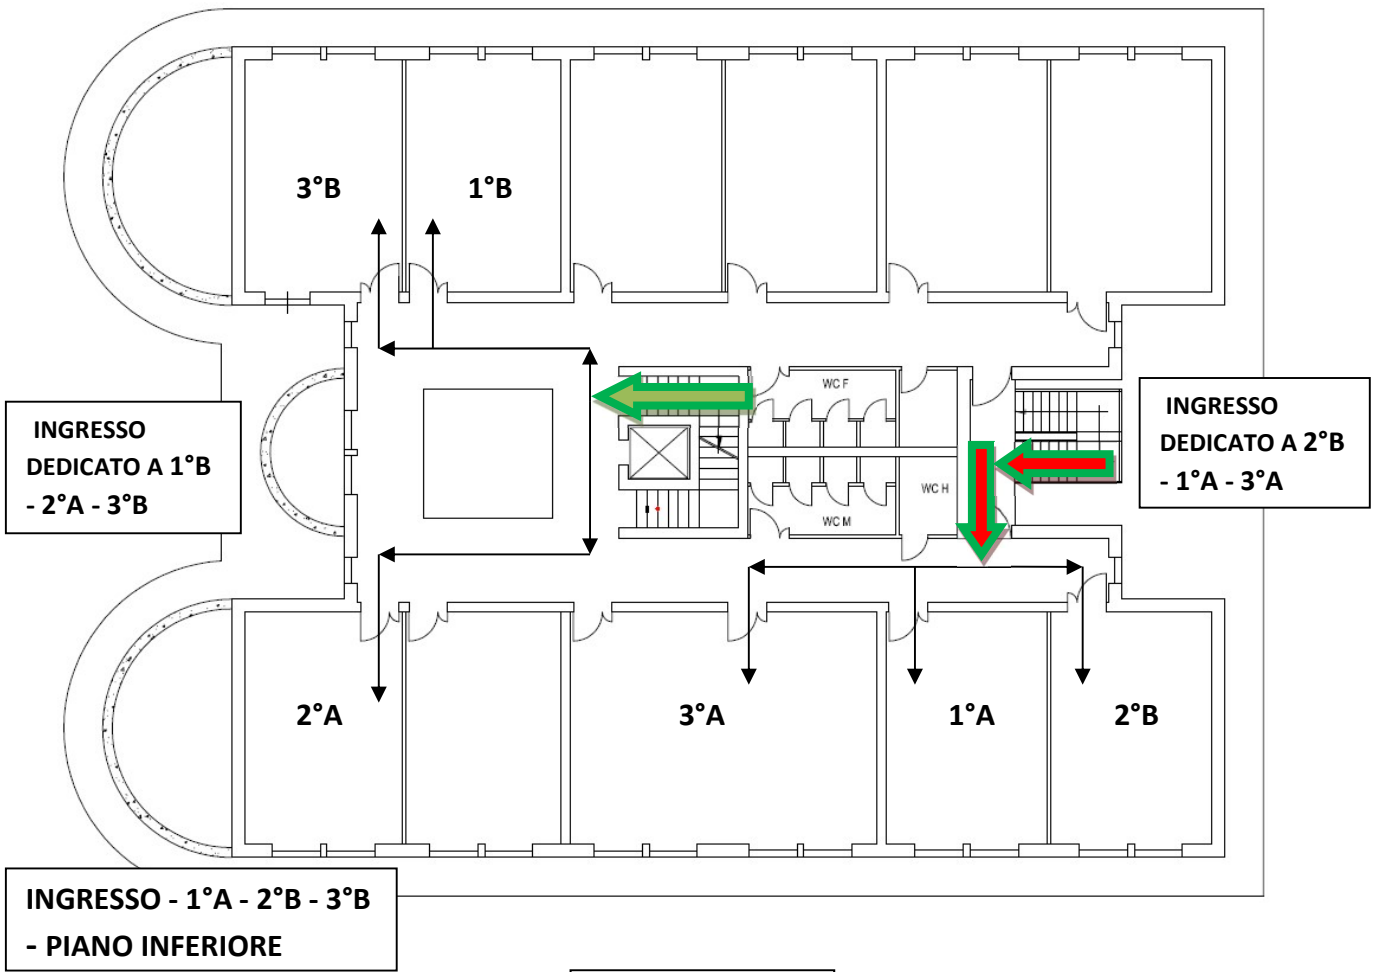 3°B
1°B
WC F
INGRESSO
DEDICATO A 1°B
- 2°A - 3°B
INGRESSO
DEDICATO A 2°B
- 1°A - 3°A
WC H
WC M
2°A
3°A
1°A
2°B
INGRESSO - 1°A - 2°B - 3°B
- PIANO INFERIORE